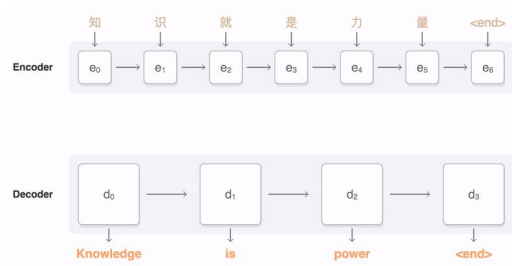 知 识 就 是 力 量 <end>
Encoder e₀ e₁ e₂ e₃ e₄ e₅ e₆
Decoder d₀ d₁ d₂ d₃
Knowledge is power <end>